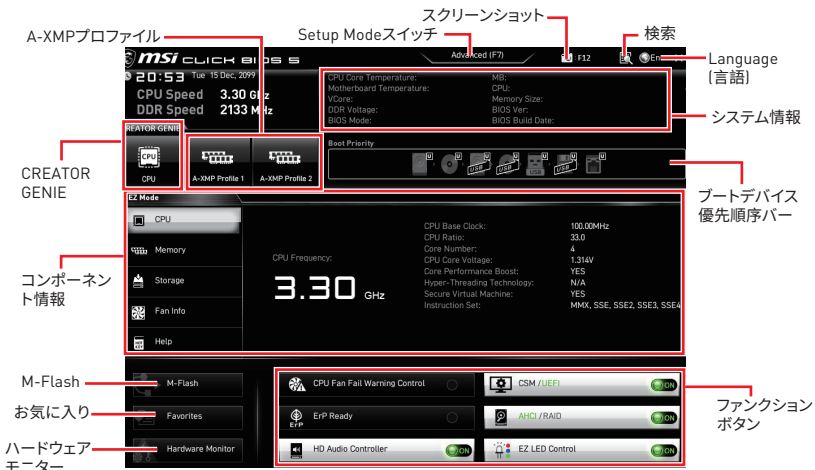 スクリーンショット
A-XMPプロファイル
Setup Modeスイッチ
検索
Language
(言語)
msi CLICK BIOS 5
Advanced (F7)
F12
En
20:53 Tue 15 Dec, 2099
CPU Speed 3.30 GHz
DDR Speed 2133 MHz
CPU Core Temperature:
Motherboard Temperature:
VCore:
DDR Voltage:
BIOS Mode:
MB:
CPU:
Memory Size:
BIOS Ver:
BIOS Build Date:
システム情報
CREATOR GENIE
CPU
CPU
A-XMP Profile 1
A-XMP Profile 2
Boot Priority
U U U U U U U
USB USB USB USB
CREATOR
GENIE
ブートデバイス
優先順序バー
EZ Mode
CPU
Memory
Storage
Fan Info
Help
コンポーネン
ト情報
CPU Frequency:
3.30 GHz
CPU Base Clock: 100.00MHz
CPU Ratio: 33.0
Core Number: 4
CPU Core Voltage: 1.314V
Core Performance Boost: YES
Hyper-Threading Technology: N/A
Secure Virtual Machine: YES
Instruction Set: MMX, SSE, SSE2, SSE3, SSE4
M-Flash
お気に入り
ハードウェア
モニター
M-Flash
Favorites
Hardware Monitor
CPU Fan Fail Warning Control
CSM /UEFI ON
ErP
ErP Ready
AHCI /RAID ON
HD Audio Controller ON
EZ LED Control ON
ファンクション
ボタン